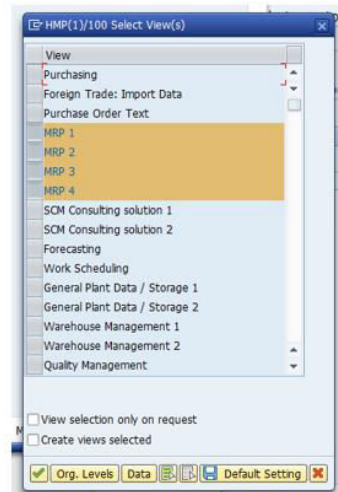 HMP(1)/100 Select View(s)
View
Purchasing
Foreign Trade: Import Data
Purchase Order Text
MRP 1
MRP 2
MRP 3
MRP 4
SCM Consulting solution 1
SCM Consulting solution 2
Forecasting
Work Scheduling
General Plant Data / Storage 1
General Plant Data / Storage 2
Warehouse Management 1
Warehouse Management 2
Quality Management
View selection only on request
M
Create views selected
Org. Levels Data Default Setting